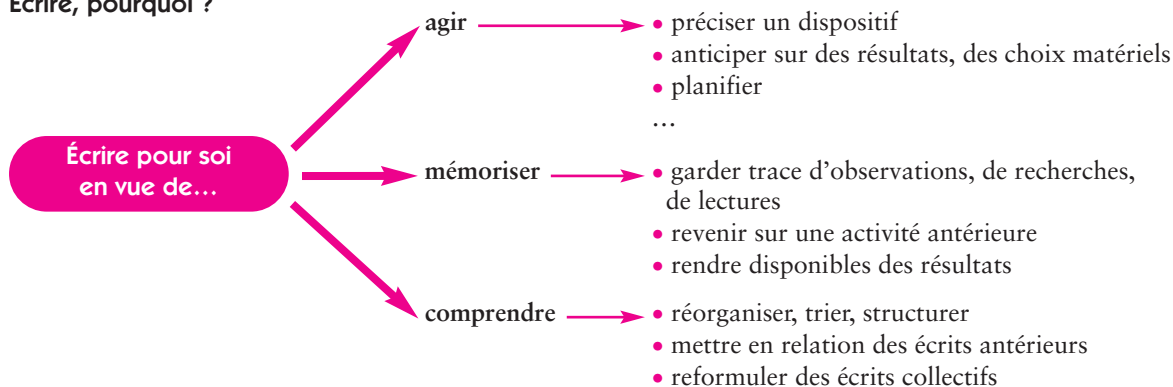 Écrire, pourquoi ?
agir
• préciser un dispositif
• anticiper sur des résultats, des choix matériels
• planifier
…
Écrire pour soi
en vue de…
mémoriser
• garder trace d’observations, de recherches,
de lectures
• revenir sur une activité antérieure
• rendre disponibles des résultats
comprendre
• réorganiser, trier, structurer
• mettre en relation des écrits antérieurs
• reformuler des écrits collectifs